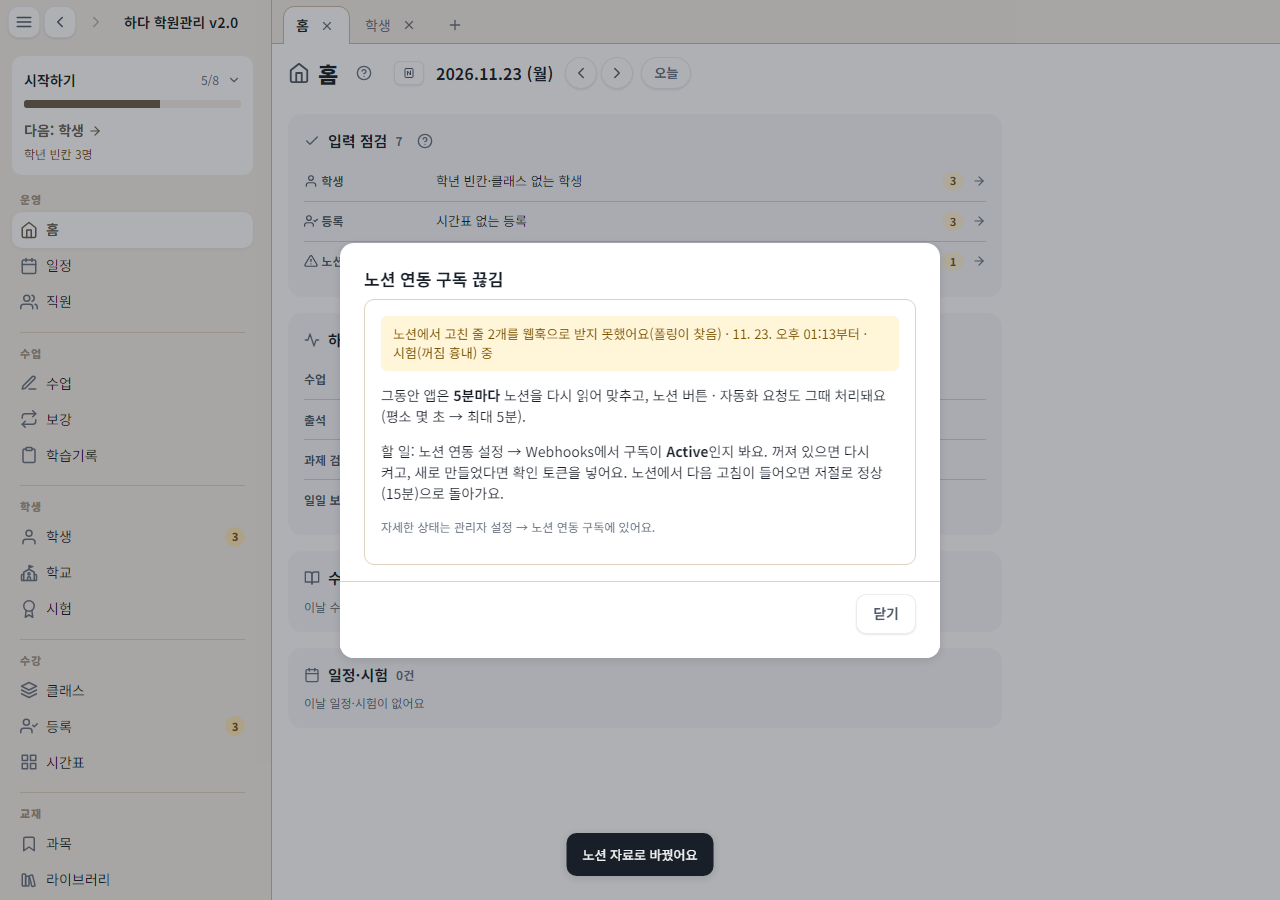 하다 학원관리 v2.0
홈
학생
시작하기
5/8
다음: 학생 →
학년 빈칸 3명
운영
홈
일정
직원
수업
수업
보강
학습기록
학생
학생
3
학교
시험
수강
클래스
등록
3
시간표
교재
과목
라이브러리
홈
2026.11.23 (월)
오늘
입력 점검 7
학생
학년 빈칸·클래스 없는 학생
3
등록
시간표 없는 등록
3
노션
1
하
수업
출석
과제 검
일일 보
수
이날 수
일정·시험 0건
이날 일정·시험이 없어요
노션 연동 구독 끊김
노션에서 고친 줄 2개를 웹훅으로 받지 못했어요(폴링이 찾음) · 11. 23. 오후 01:13부터 ·
시험(꺼짐 흉내) 중
그동안 앱은 5분마다 노션을 다시 읽어 맞추고, 노션 버튼 · 자동화 요청도 그때 처리돼요
(평소 몇 초 → 최대 5분).
할 일: 노션 연동 설정 → Webhooks에서 구독이 Active인지 봐요. 꺼져 있으면 다시
켜고, 새로 만들었다면 확인 토큰을 넣어요. 노션에서 다음 고침이 들어오면 저절로 정상
(15분)으로 돌아가요.
자세한 상태는 관리자 설정 → 노션 연동 구독에 있어요.
닫기
노션 자료로 바꿨어요